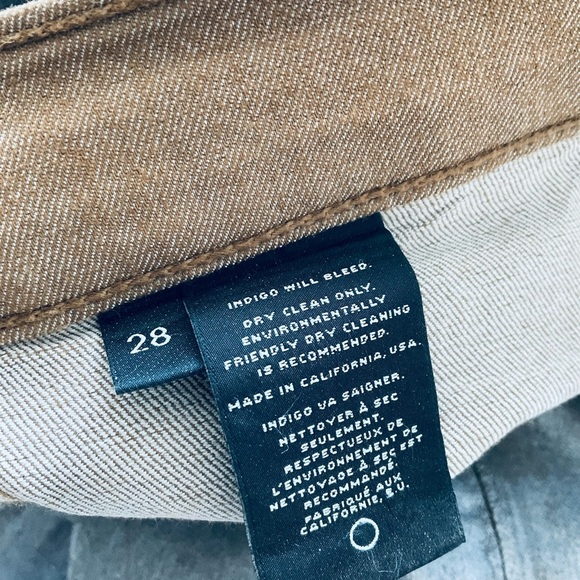 28
INDIGO WILL BLEED.
DRY CLEAN ONLY.
ENVIRONMENTALLY
FRIENDLY DRY CLEANING
IS RECOMMENDED.
MADE IN CALIFORNIA, USA.
INDIGO VA SAIGNER.
NETTOYER À SEC
SEULEMENT.
RESPECTUEUX DE
L'ENVIRONNEMENT DE
NETTOYAGE À SEC EST
RECOMMANDÉ.
FABRIQUÉ AUX
CALIFORNIE, É.U.